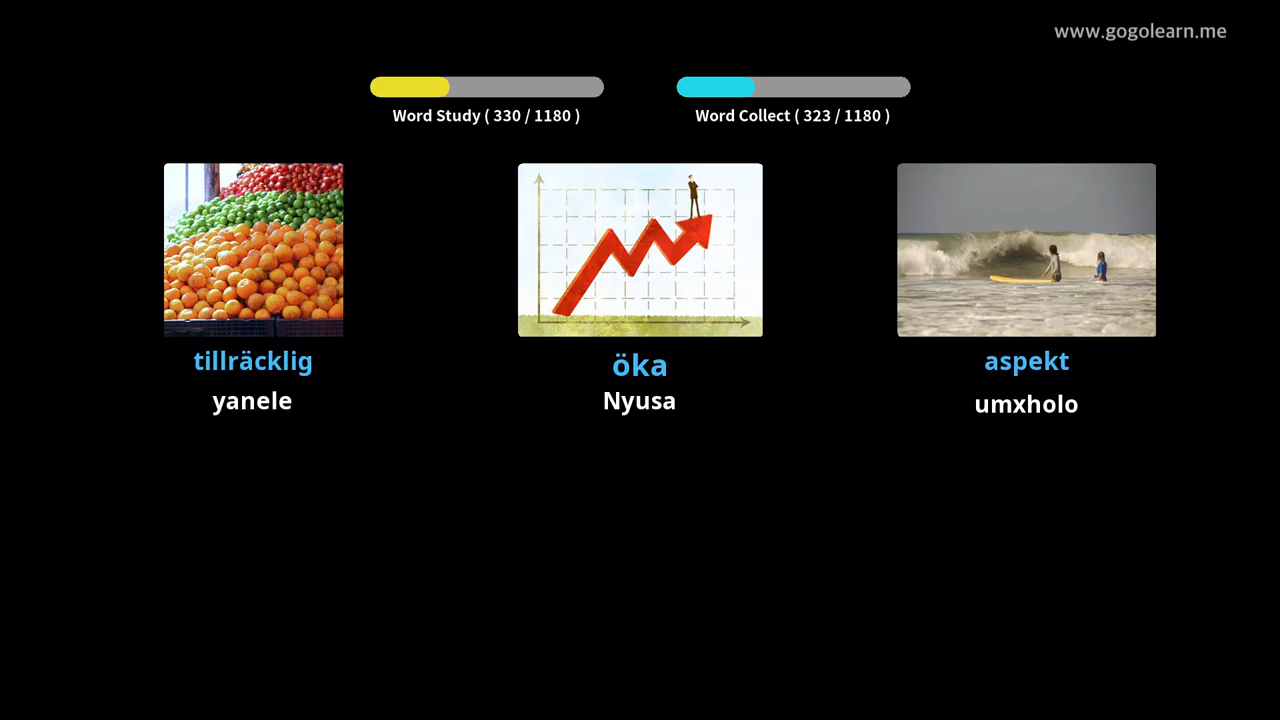 www.gogolearn.me
Word Study ( 330 / 1180 )
Word Collect ( 323 / 1180 )
tillräcklig
yanele
öka
Nyusa
aspekt
umxholo